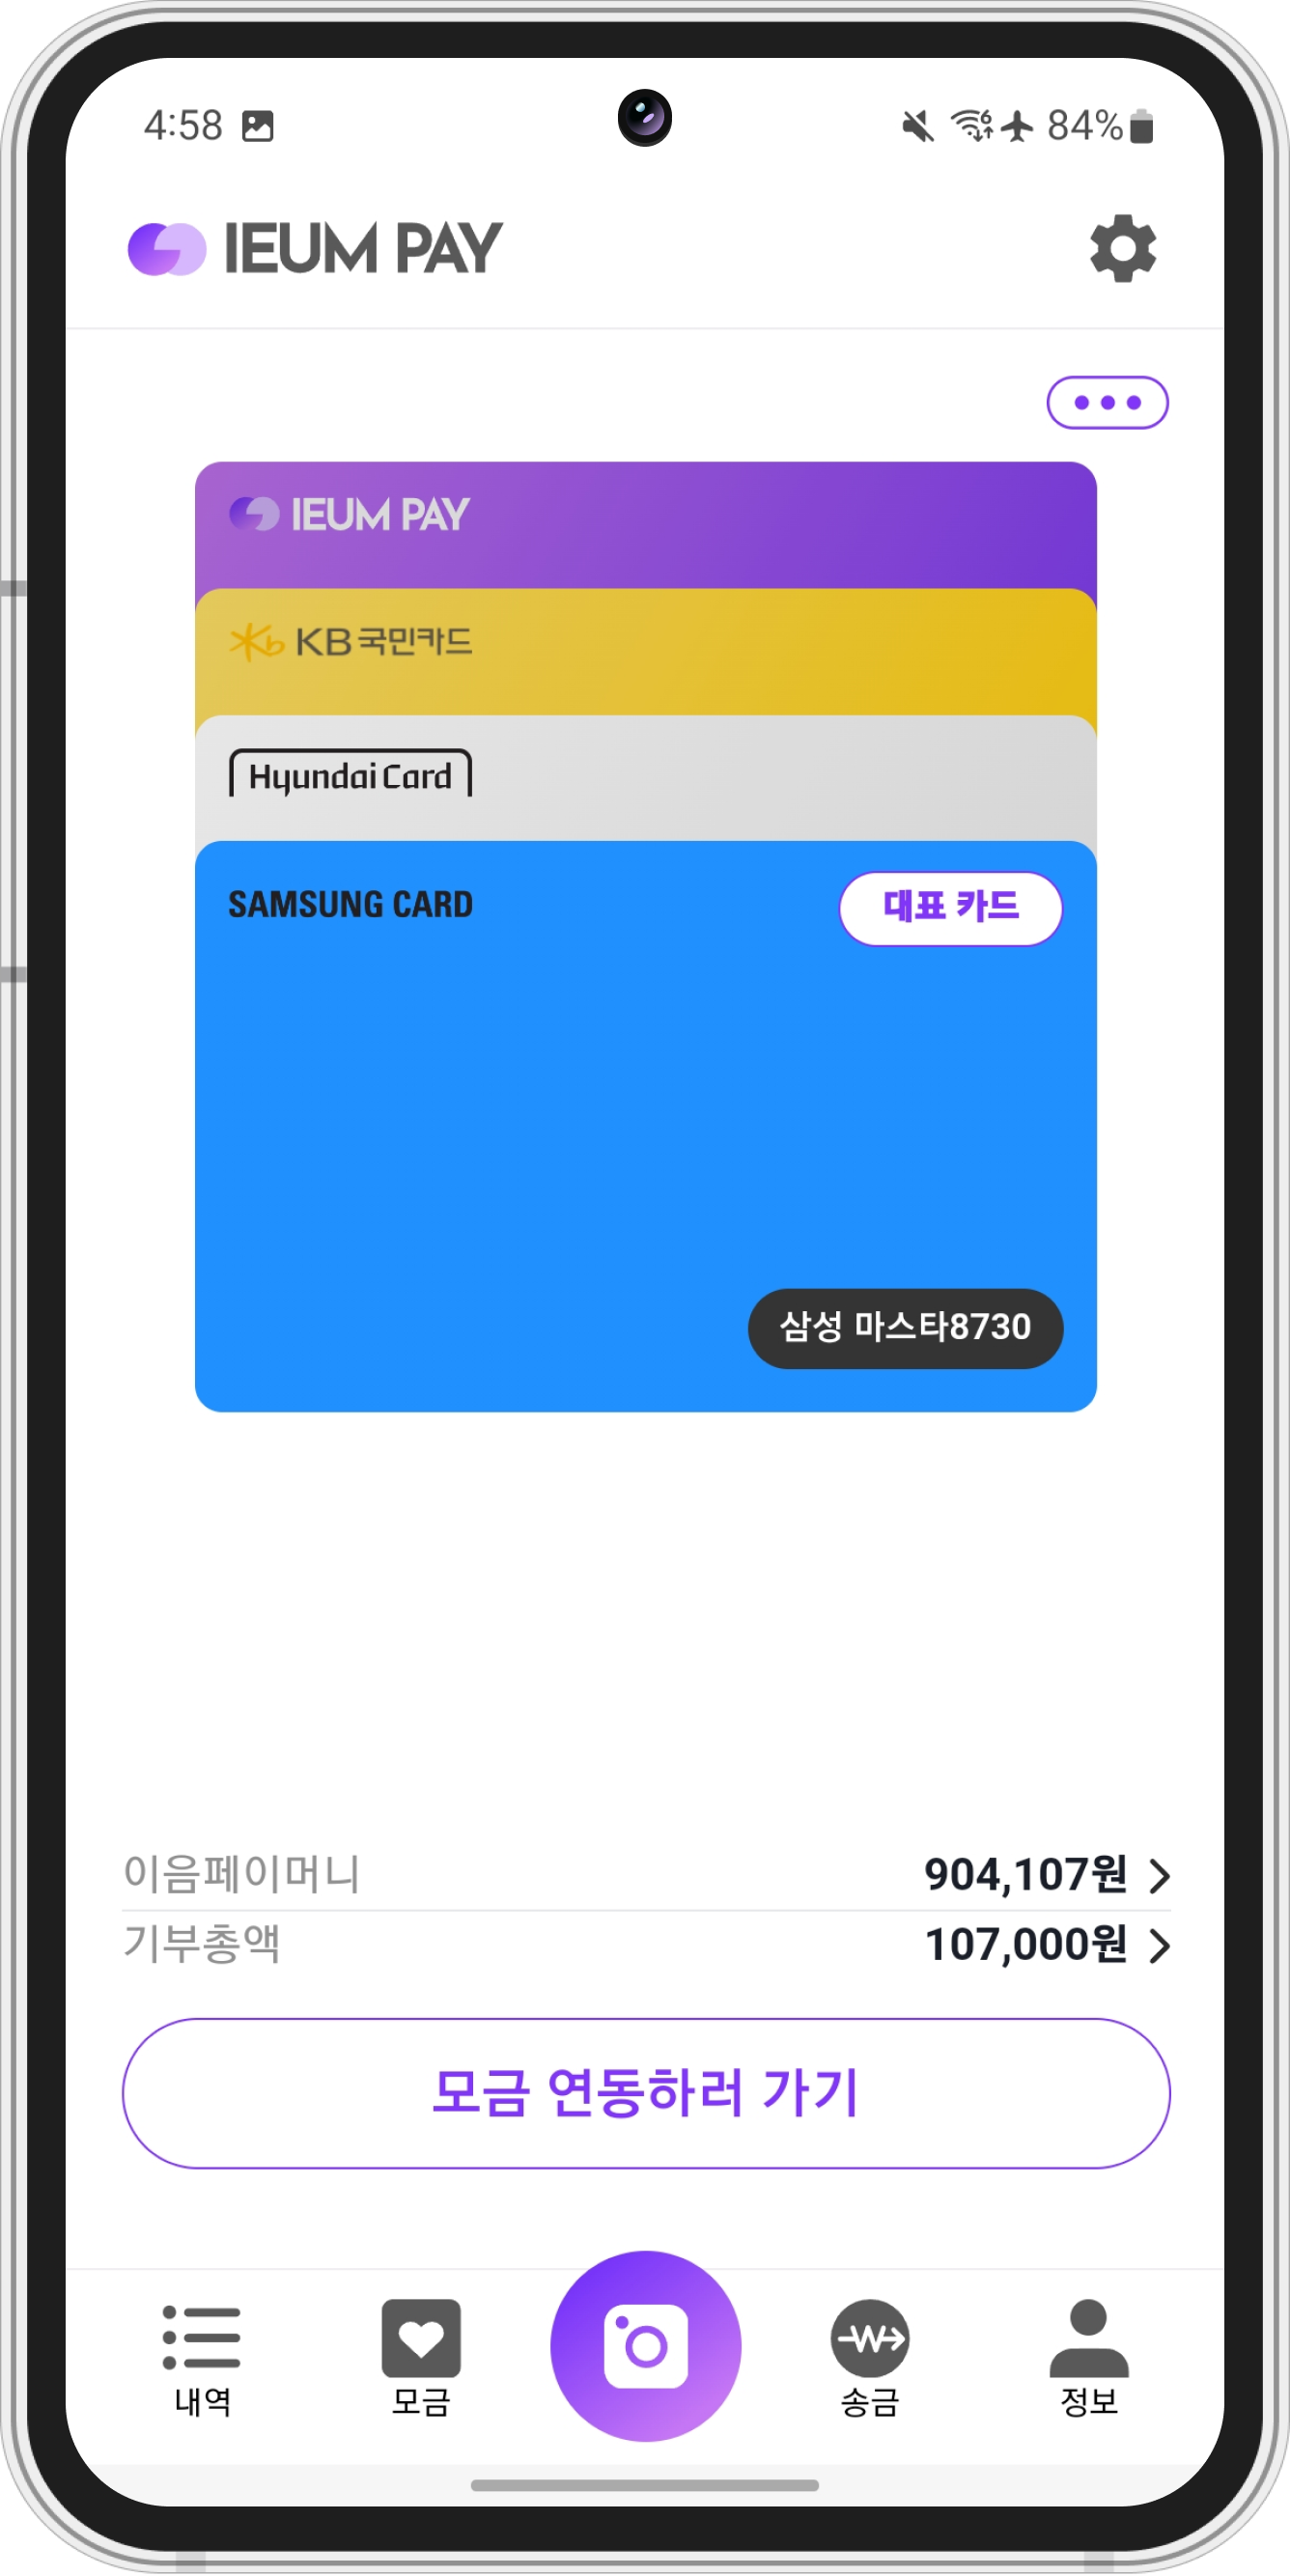 4:58
84%
IEUM PAY
IEUM PAY
KB국민카드
Hyundai Card
SAMSUNG CARD
대표 카드
삼성 마스타8730
이음페이머니 904,107원
기부총액 107,000원
모금 연동하러 가기
내역 모금 송금 정보